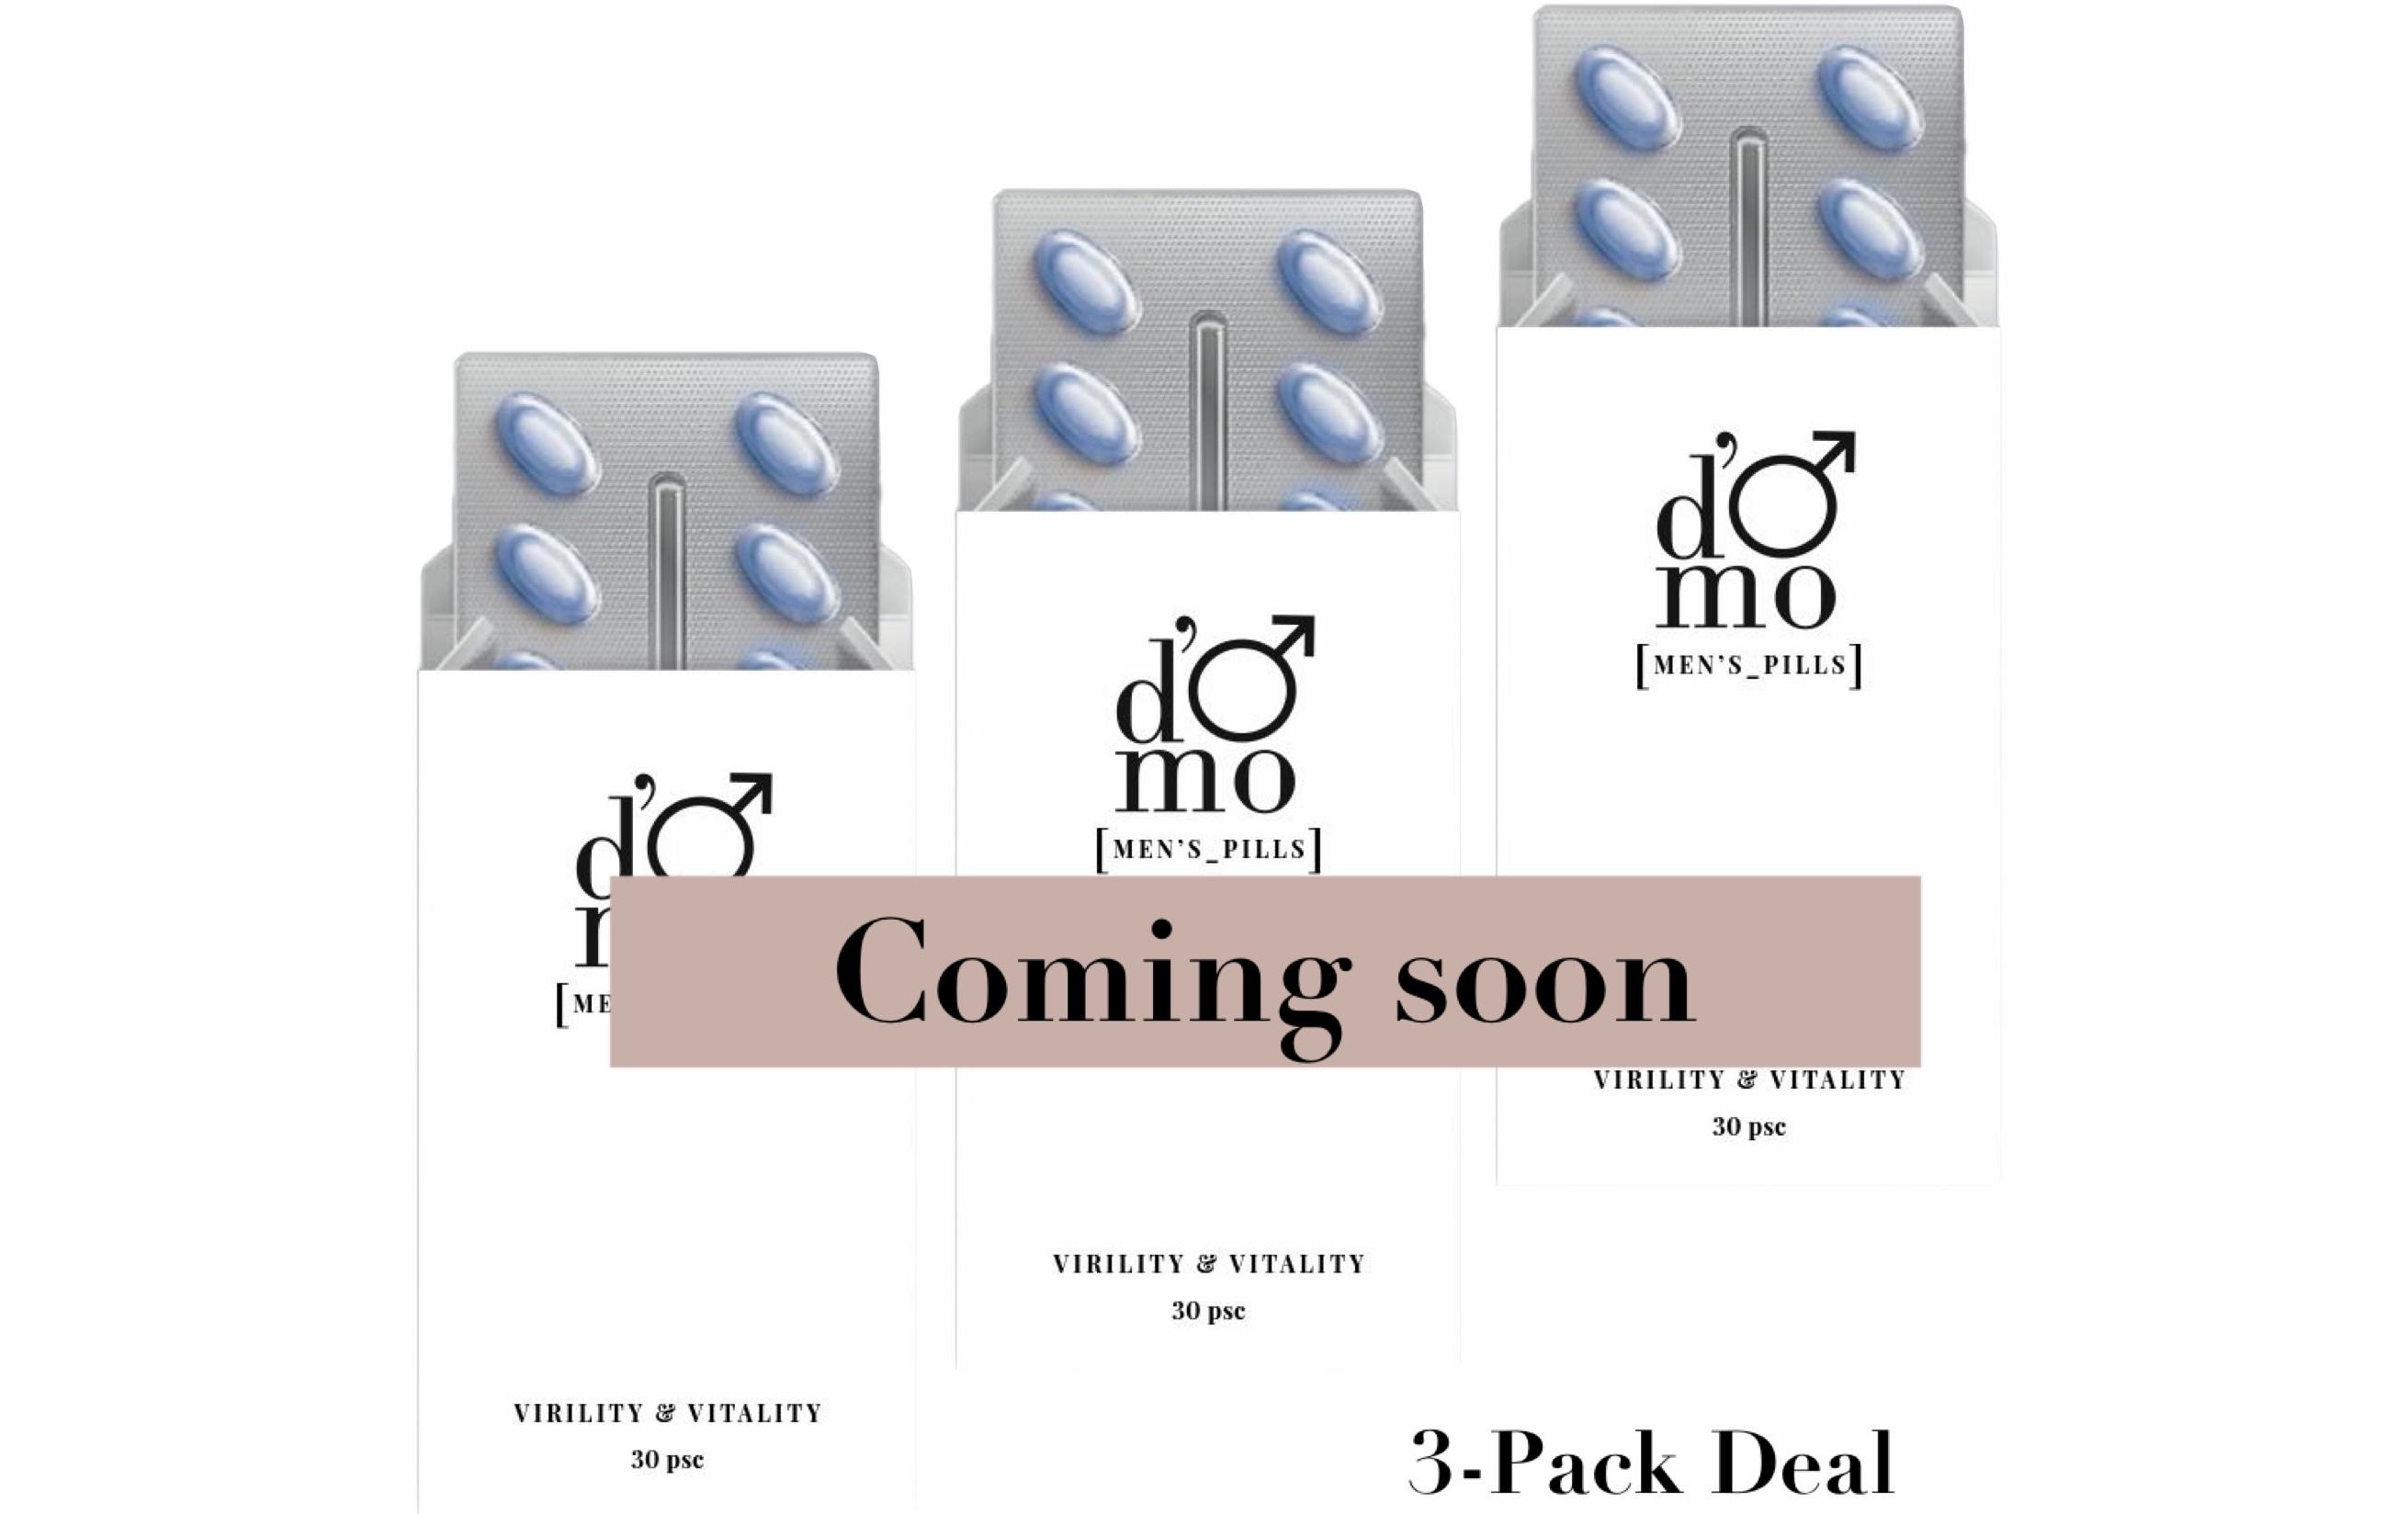 d'O
mo
[MEN'S_PILLS]
VIRILITY & VITALITY
30 psc
d'O
mo
[MEN'S_PILLS]
VIRILITY & VITALITY
30 psc
d'O
[ME
VIRILITY & VITALITY
30 psc
Coming soon
3-Pack Deal